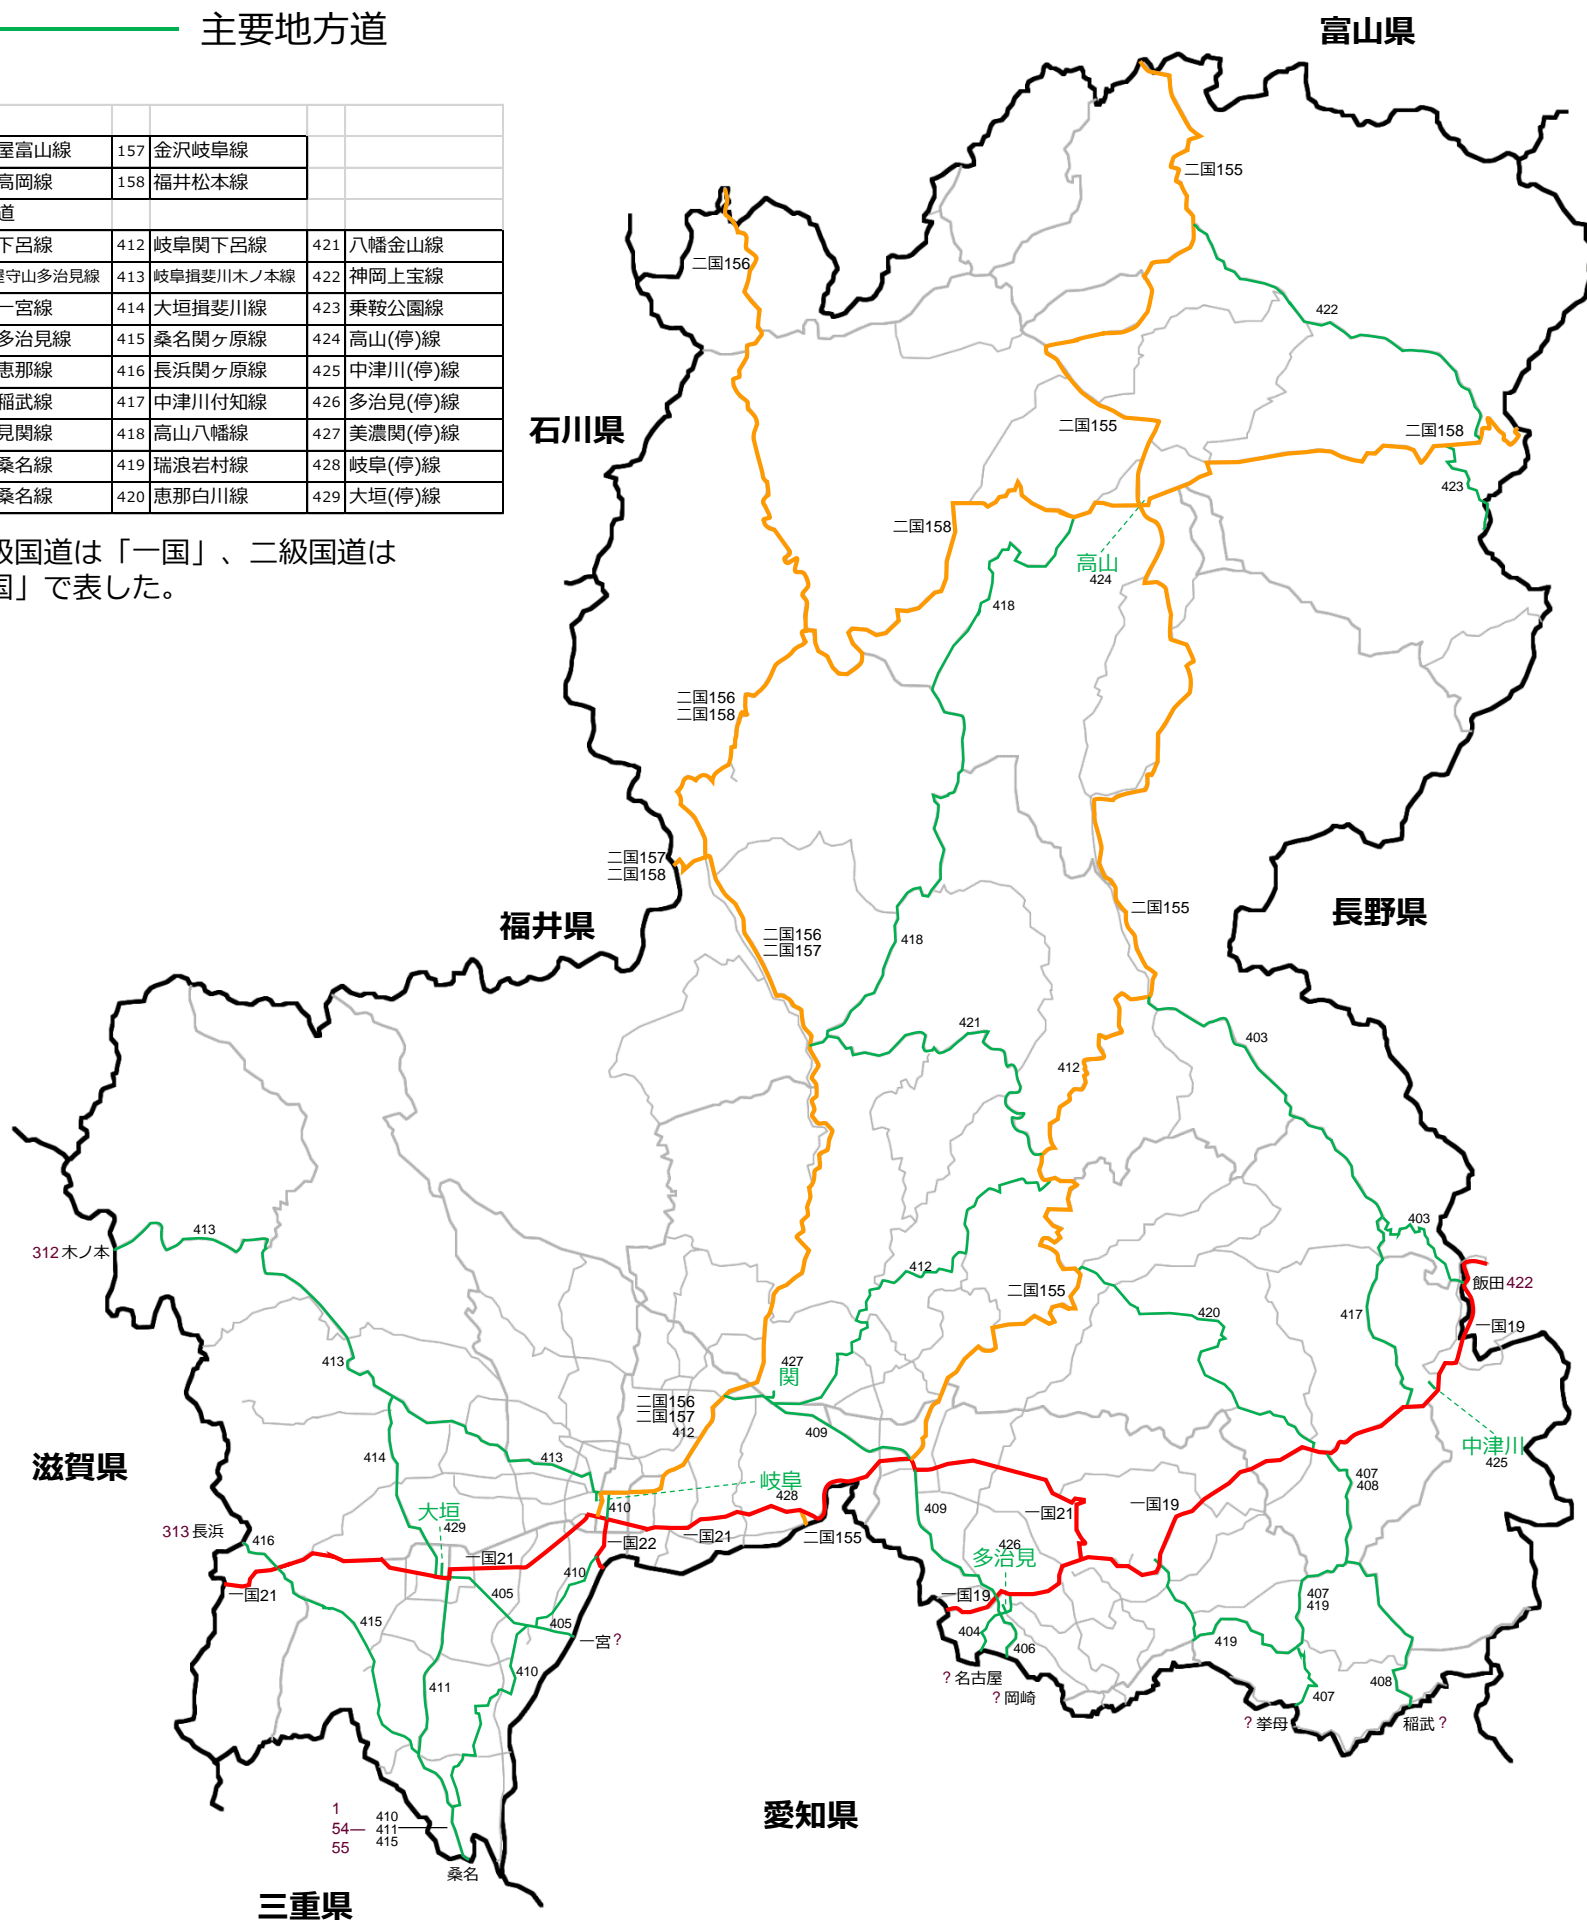 主要地方道
富山県
屋富山線 157 金沢岐阜線
高岡線 158 福井松本線
道
下呂線 412 岐阜関下呂線 421 八幡金山線
屋守山多治見線 413 岐阜揖斐川木ノ本線 422 神岡上宝線
一宮線 414 大垣揖斐川線 423 乗鞍公園線
多治見線 415 桑名関ヶ原線 424 高山(停)線
恵那線 416 長浜関ヶ原線 425 中津川(停)線
稲武線 417 中津川付知線 426 多治見(停)線
見関線 418 高山八幡線 427 美濃関(停)線
桑名線 419 瑞浪岩村線 428 岐阜(停)線
桑名線 420 恵那白川線 429 大垣(停)線
級国道は「一国」、二級国道は
国」で表した。
二国155
二国156
422
石川県
二国155
二国158
423
二国158
高山
424
418
二国156
二国158
二国157
二国158
福井県
二国156
二国157
418
二国155
長野県
421
403
412
413
312 木ノ本
403
412
二国155
飯田 422
420
417
一国19
413
427
関
二国156
二国157
412
409
滋賀県
414
413
中津川
425
岐阜
428
407
408
大垣
429
410
409
一国21
一国19
313 長浜
416
一国21
一国22
一国21
二国155
426
多治見
一国21
405
410
一国19
407
419
415
405
一宮 ?
404
406
419
410
? 名古屋
411
? 岡崎
407
408
? 挙母
稲武 ?
愛知県
1
54
55
410
411
415
桑名
三重県